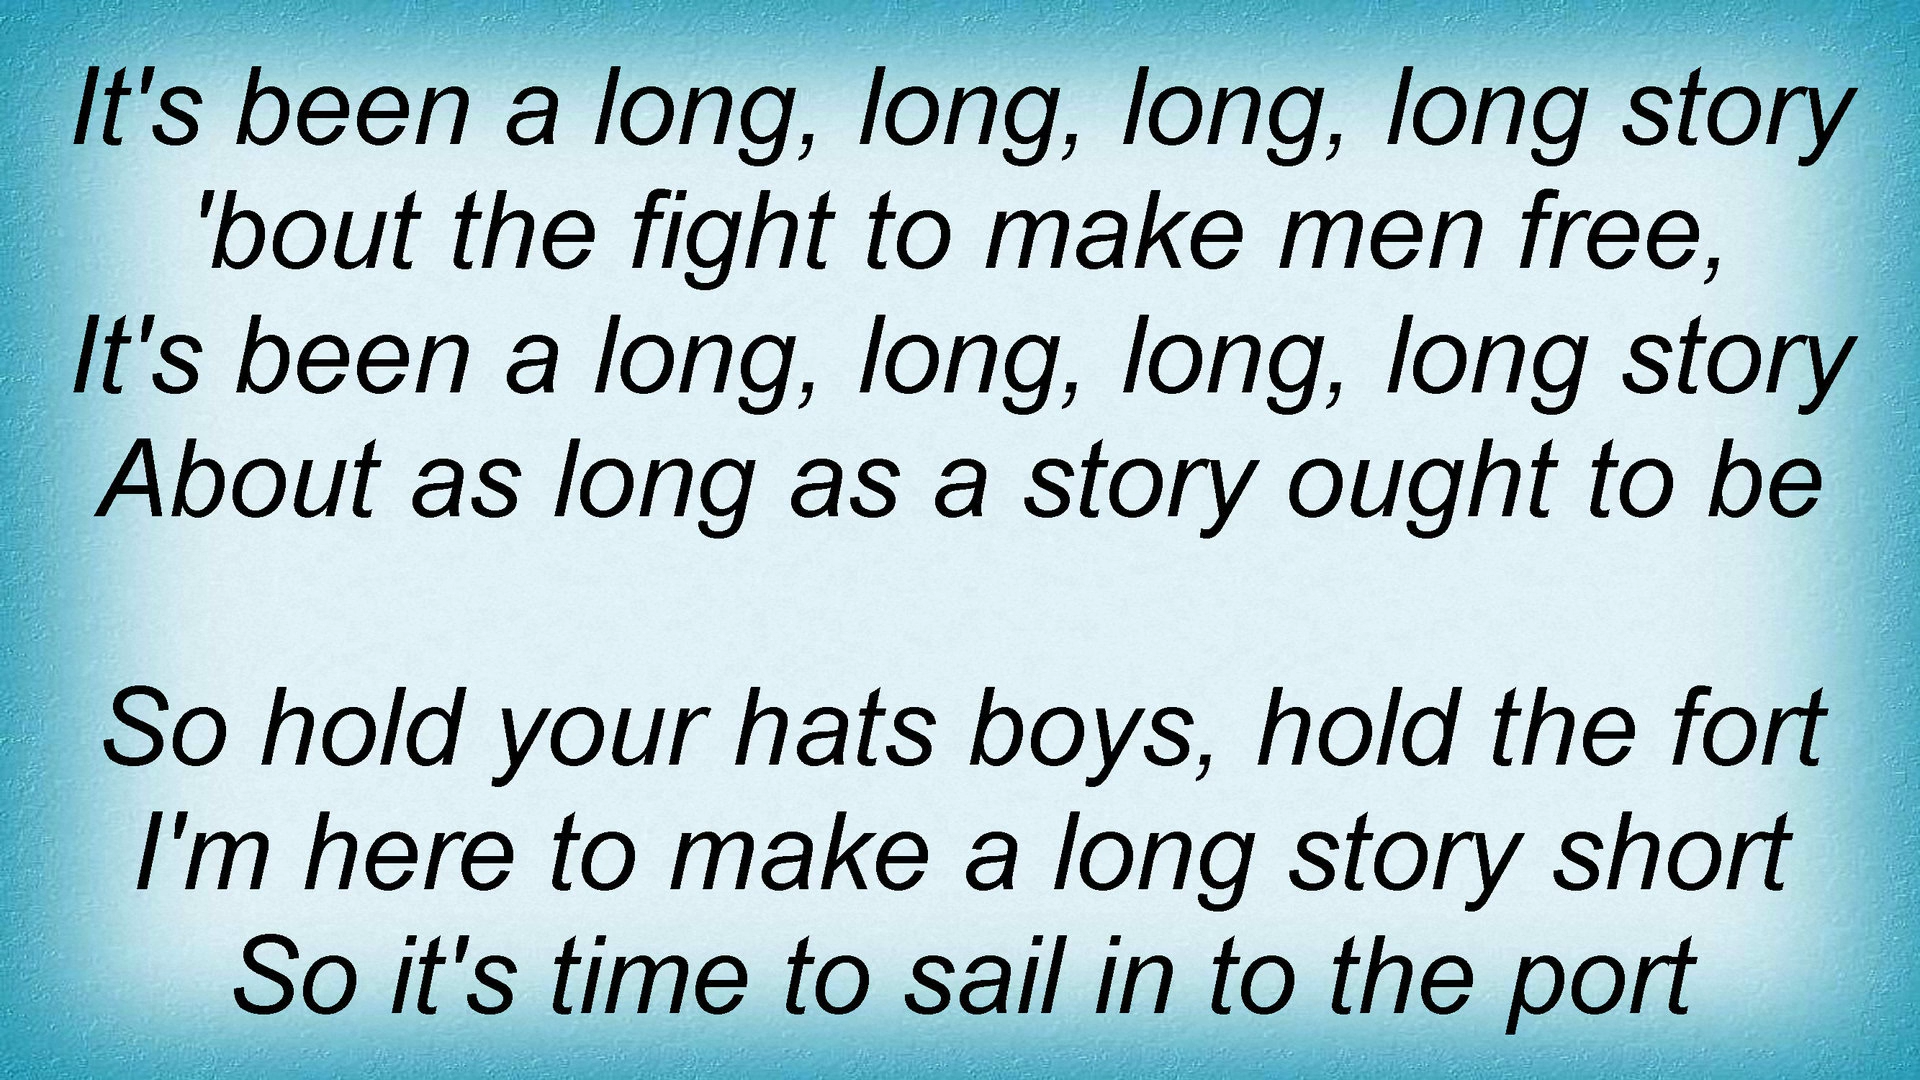 It's been a long, long, long, long story
'bout the fight to make men free,
It's been a long, long, long, long story
About as long as a story ought to be
So hold your hats boys, hold the fort
I'm here to make a long story short
So it's time to sail in to the port